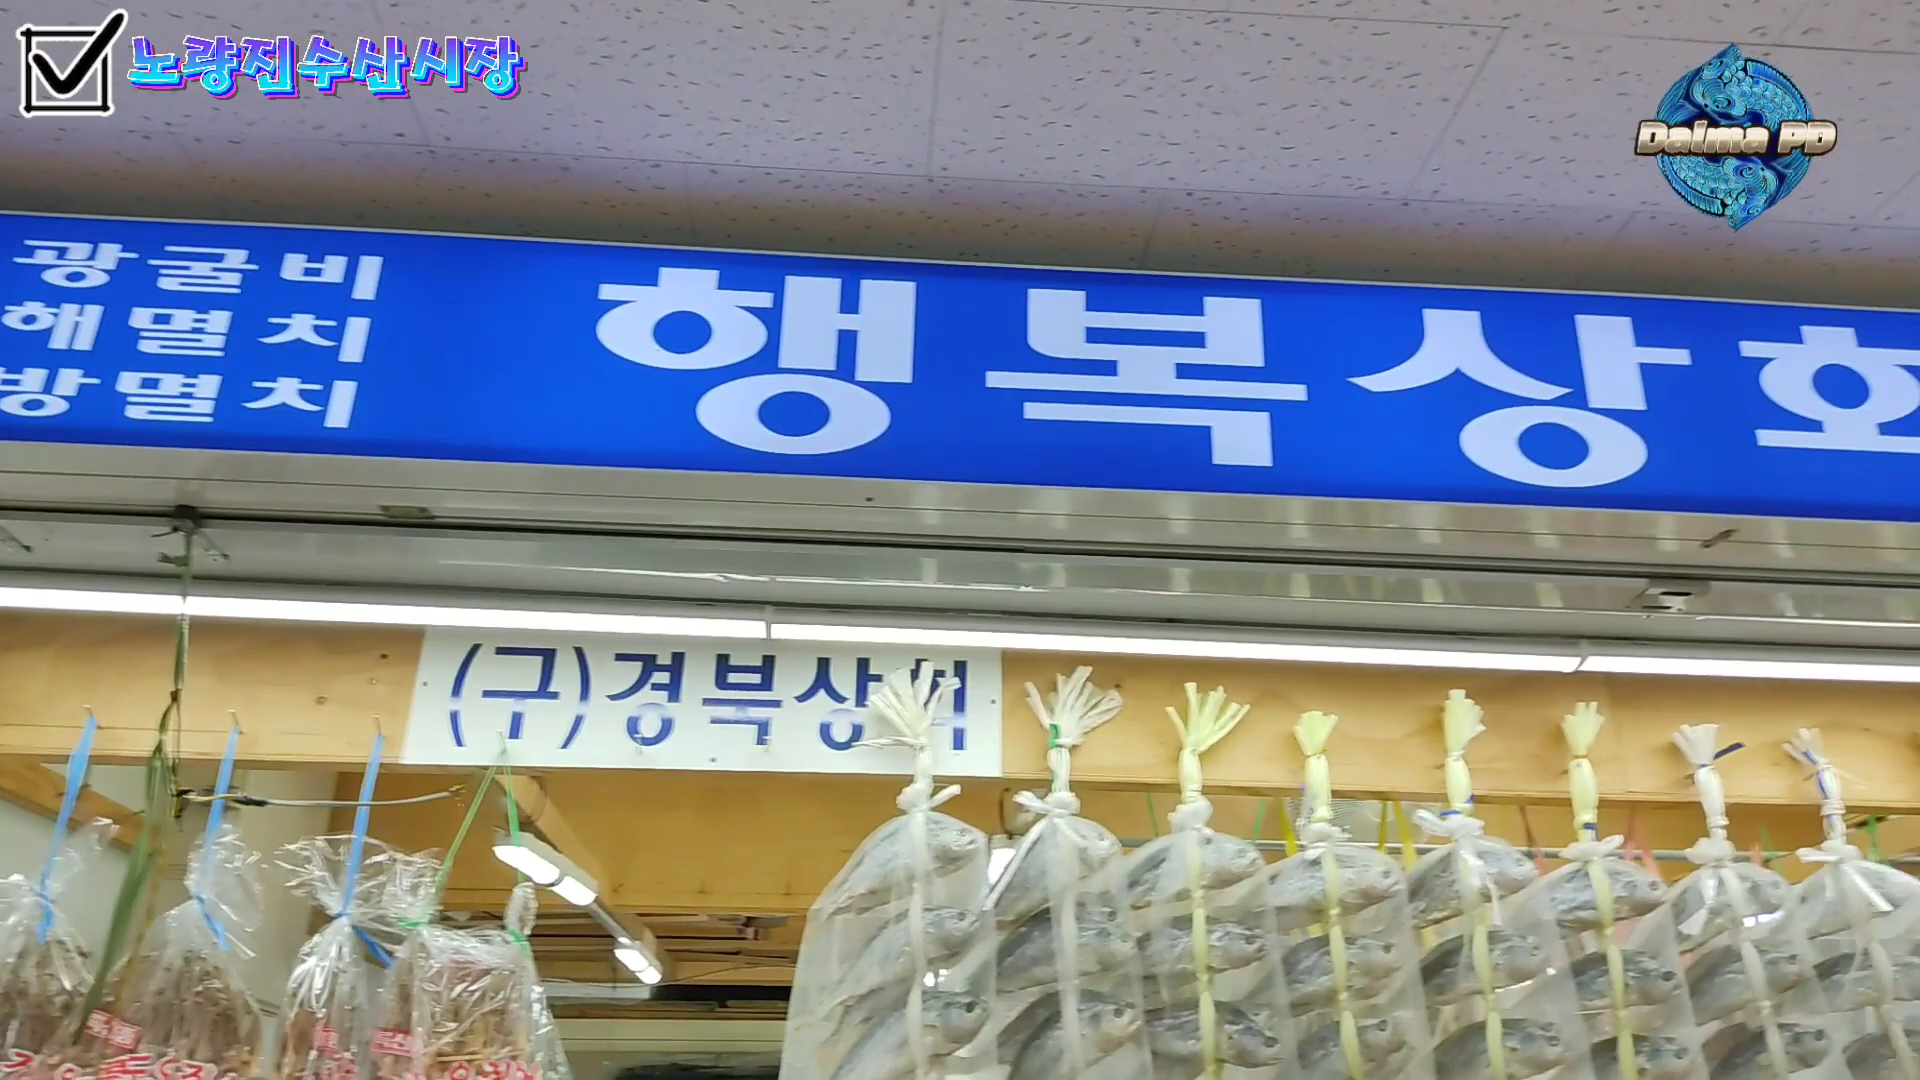 노량진수산시장
Dalma PD
광굴비
해멸치
방멸치
행복상회
(구)경북상회